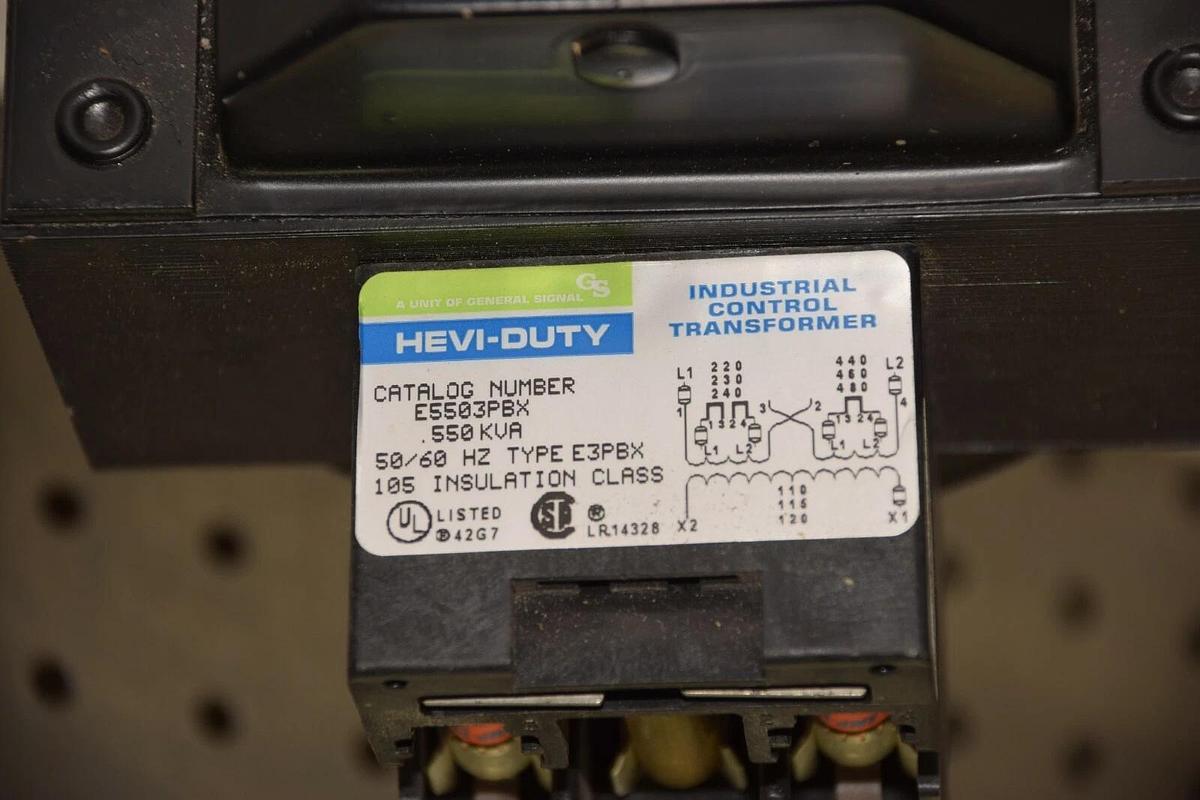 GS
A UNIT OF GENERAL SIGNAL
HEVI-DUTY
INDUSTRIAL
CONTROL
TRANSFORMER
CATALOG NUMBER
E5503PBX
.550 KVA
50/60 HZ TYPE E3PBX
105 INSULATION CLASS
UL LISTED
® 42G7
® LR14328
L1 220 440 L2
230 460
240 480
1 3 2 4
1 3 2 4 1 3 2 4
L1 L2 L1 L2
X2 110 X1
115
120